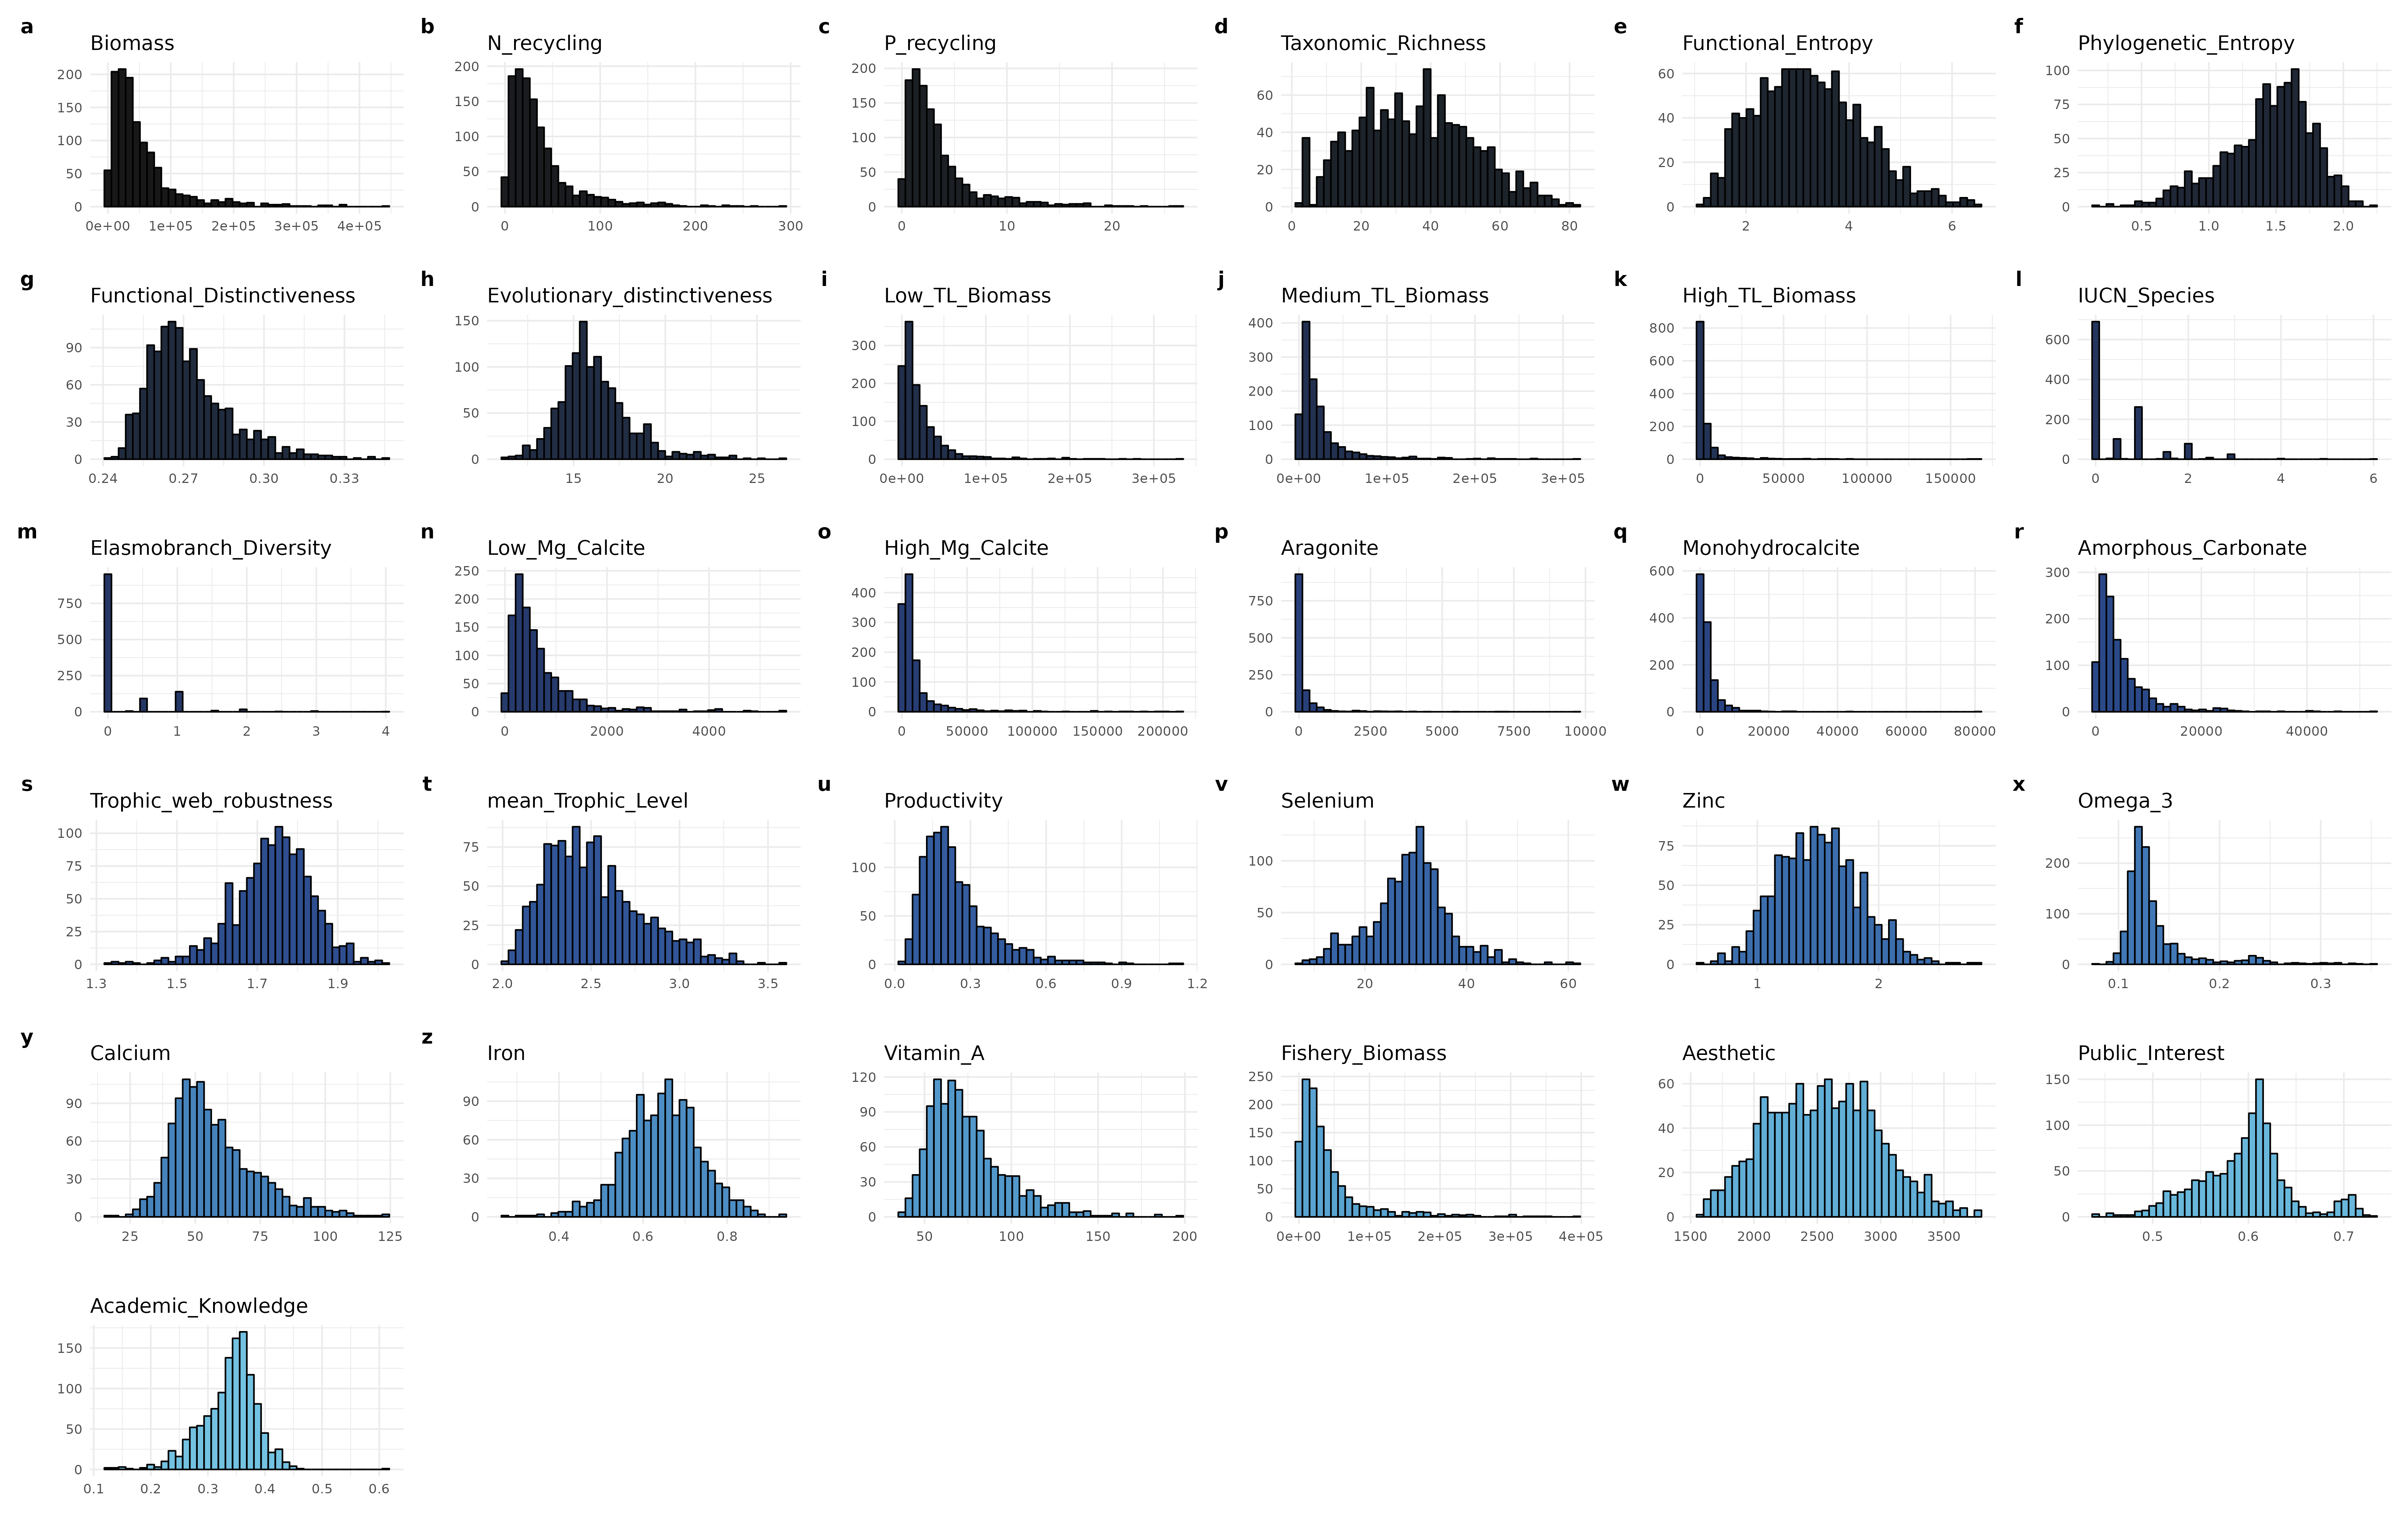 a b c d e f
Biomass N_recycling P_recycling Taxonomic_Richness Functional_Entropy Phylogenetic_Entropy
200 150 100 50 0
0e+00 1e+05 2e+05 3e+05 4e+05
200 150 100 50 0
0 100 200 300
200 150 100 50 0
0 10 20
60 40 20 0
0 20 40 60 80
60 40 20 0
2 4 6
100 75 50 25 0
0.5 1.0 1.5 2.0
g h i j k l
Functional_Distinctiveness Evolutionary_distinctiveness Low_TL_Biomass Medium_TL_Biomass High_TL_Biomass IUCN_Species
90 60 30 0
0.24 0.27 0.30 0.33
150 100 50 0
15 20 25
300 200 100 0
0e+00 1e+05 2e+05 3e+05
400 300 200 100 0
0e+00 1e+05 2e+05 3e+05
800 600 400 200 0
0 50000 100000 150000
600 400 200 0
0 2 4 6
m n o p q r
Elasmobranch_Diversity Low_Mg_Calcite High_Mg_Calcite Aragonite Monohydrocalcite Amorphous_Carbonate
750 500 250 0
0 1 2 3 4
250 200 150 100 50 0
0 2000 4000
400 300 200 100 0
0 50000 100000 150000 200000
750 500 250 0
0 2500 5000 7500 10000
600 400 200 0
0 20000 40000 60000 80000
300 200 100 0
0 20000 40000
s t u v w x
Trophic_web_robustness mean_Trophic_Level Productivity Selenium Zinc Omega_3
100 75 50 25 0
1.3 1.5 1.7 1.9
75 50 25 0
2.0 2.5 3.0 3.5
100 50 0
0.0 0.3 0.6 0.9 1.2
100 50 0
20 40 60
75 50 25 0
1 2
200 100 0
0.1 0.2 0.3
y z
Calcium Iron Vitamin_A Fishery_Biomass Aesthetic Public_Interest
90 60 30 0
25 50 75 100 125
90 60 30 0
0.4 0.6 0.8
120 90 60 30 0
50 100 150 200
250 200 150 100 50 0
0e+00 1e+05 2e+05 3e+05 4e+05
60 40 20 0
1500 2000 2500 3000 3500
150 100 50 0
0.5 0.6 0.7
Academic_Knowledge
150 100 50 0
0.1 0.2 0.3 0.4 0.5 0.6